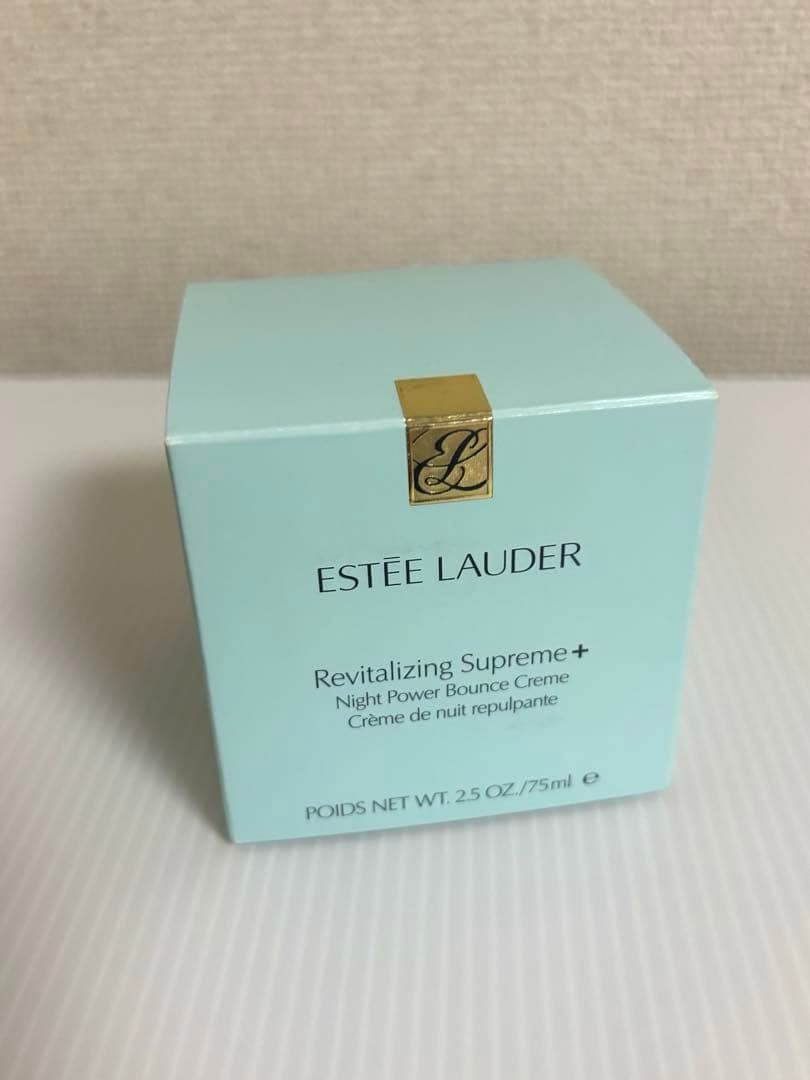 EL
ESTĒE LAUDER
Revitalizing Supreme+
Night Power Bounce Creme
Crème de nuit repulpante
POIDS NET WT. 2.5 OZ./75ml ℮